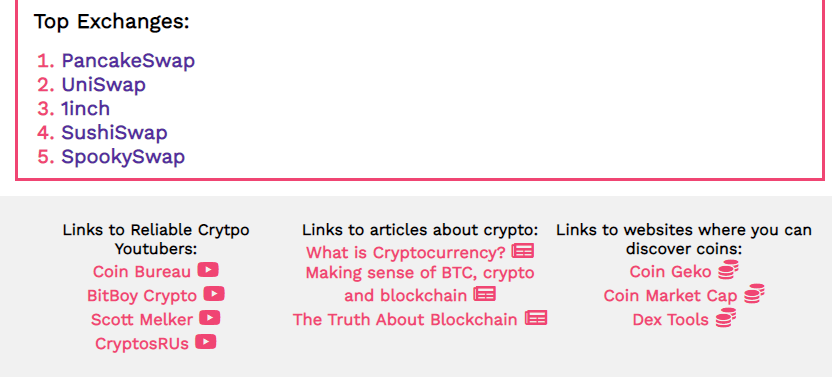 Top Exchanges:
1. PancakeSwap
2. UniSwap
3. 1inch
4. SushiSwap
5. SpookySwap
Links to Reliable Crytpo
Youtubers:
Coin Bureau
BitBoy Crypto
Scott Melker
CryptosRUs
Links to articles about crypto:
What is Cryptocurrency?
Making sense of BTC, crypto
and blockchain
The Truth About Blockchain
Links to websites where you can
discover coins:
Coin Geko
Coin Market Cap
Dex Tools